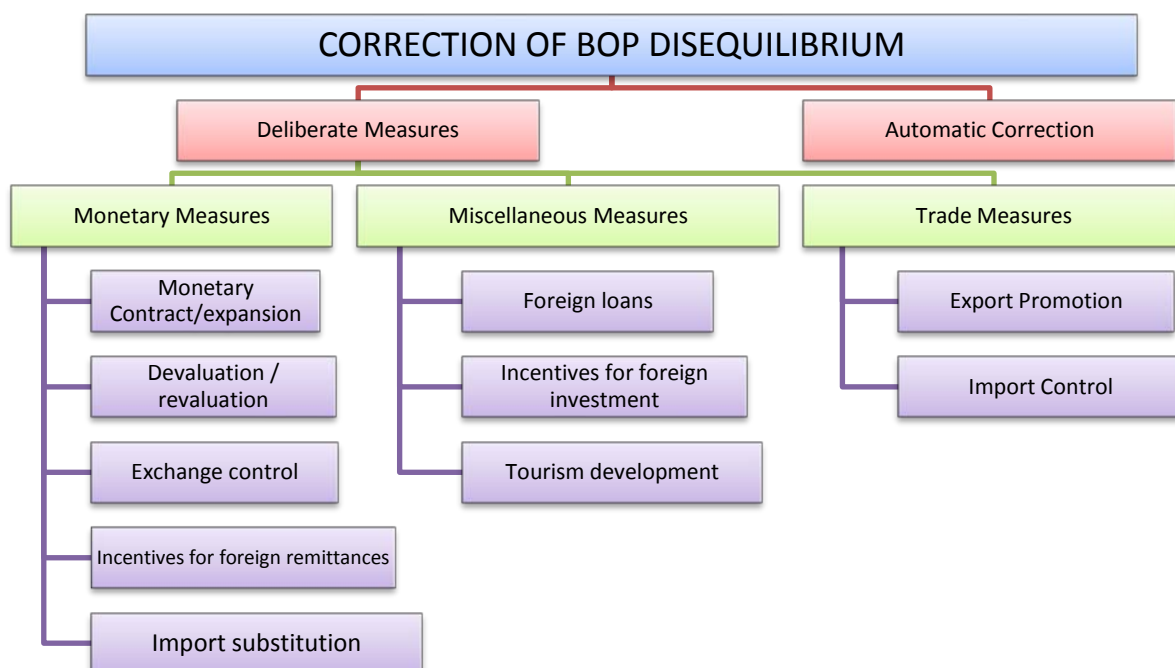 CORRECTION OF BOP DISEQUILIBRIUM
Deliberate Measures
Automatic Correction
Monetary Measures
Miscellaneous Measures
Trade Measures
Monetary
Contract/expansion
Devaluation /
revaluation
Exchange control
Incentives for foreign remittances
Import substitution
Foreign loans
Incentives for foreign
investment
Tourism development
Export Promotion
Import Control